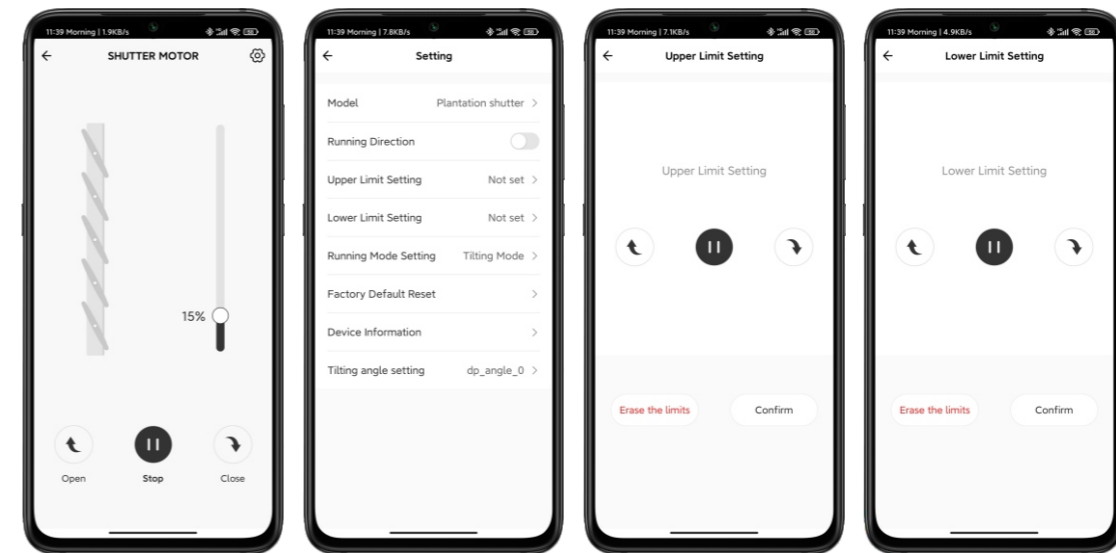 11:39 Morning | 1.9KB/s
SHUTTER MOTOR
15%
Open
Stop
Close
11:39 Morning | 7.8KB/s
Setting
Model Plantation shutter
Running Direction
Upper Limit Setting Not set
Lower Limit Setting Not set
Running Mode Setting Tilting Mode
Factory Default Reset
Device Information
Tilting angle setting dp_angle_0
11:39 Morning | 7.1KB/s
Upper Limit Setting
Upper Limit Setting
Erase the limits
Confirm
11:39 Morning | 4.9KB/s
Lower Limit Setting
Lower Limit Setting
Erase the limits
Confirm